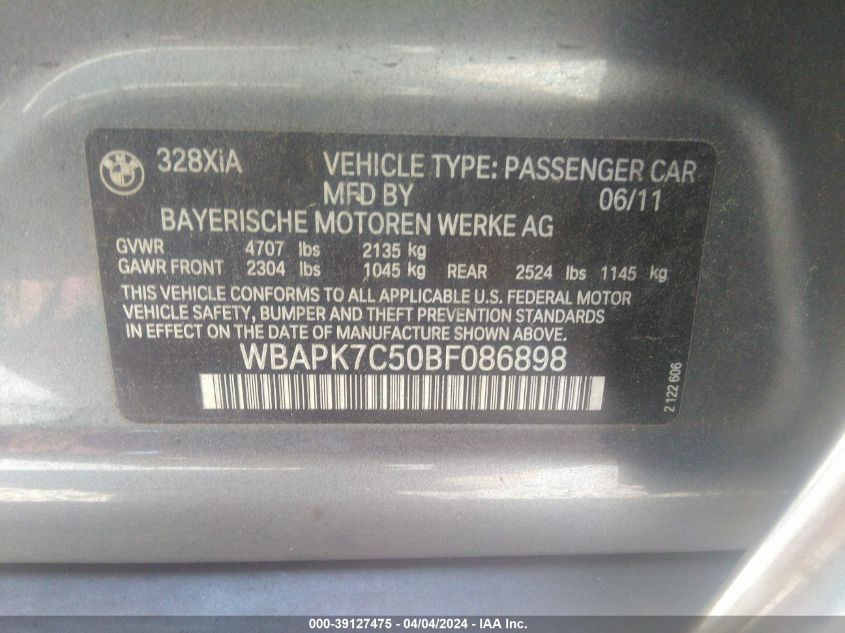 BMW
328XiA VEHICLE TYPE: PASSENGER CAR
MFD BY 06/11
BAYERISCHE MOTOREN WERKE AG
GVWR 4707 lbs 2135 kg
GAWR FRONT 2304 lbs 1045 kg REAR 2524 lbs 1145 kg
THIS VEHICLE CONFORMS TO ALL APPLICABLE U.S. FEDERAL MOTOR
VEHICLE SAFETY, BUMPER AND THEFT PREVENTION STANDARDS
IN EFFECT ON THE DATE OF MANUFACTURE SHOWN ABOVE.
WBAPK7C50BF086898
2 122 606
000-39127475 - 04/04/2024 - IAA Inc.